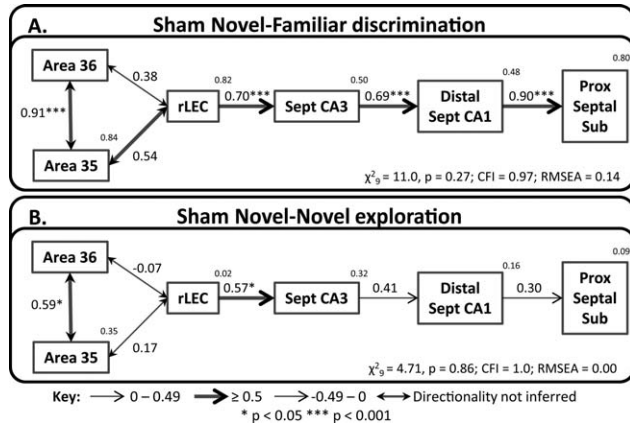 A. Sham Novel-Familiar discrimination
0.80
Area 36
0.38
0.82
0.50
0.48
0.91***
rLEC
0.70***
Sept CA3
0.69***
Distal
Sept CA1
0.90***
Prox
Septal
Sub
0.84
Area 35
0.54
χ²₉ = 11.0, p = 0.27; CFI = 0.97; RMSEA = 0.14
B. Sham Novel-Novel exploration
0.09
Area 36
-0.07
0.02
0.32
0.16
0.59*
rLEC
0.57*
Sept CA3
0.41
Distal
Sept CA1
0.30
Prox
Septal
Sub
0.35
Area 35
0.17
χ²₉ = 4.71, p = 0.86; CFI = 1.0; RMSEA = 0.00
Key: 0 – 0.49 ≥ 0.5 -0.49 – 0 Directionality not inferred
* p < 0.05 *** p < 0.001